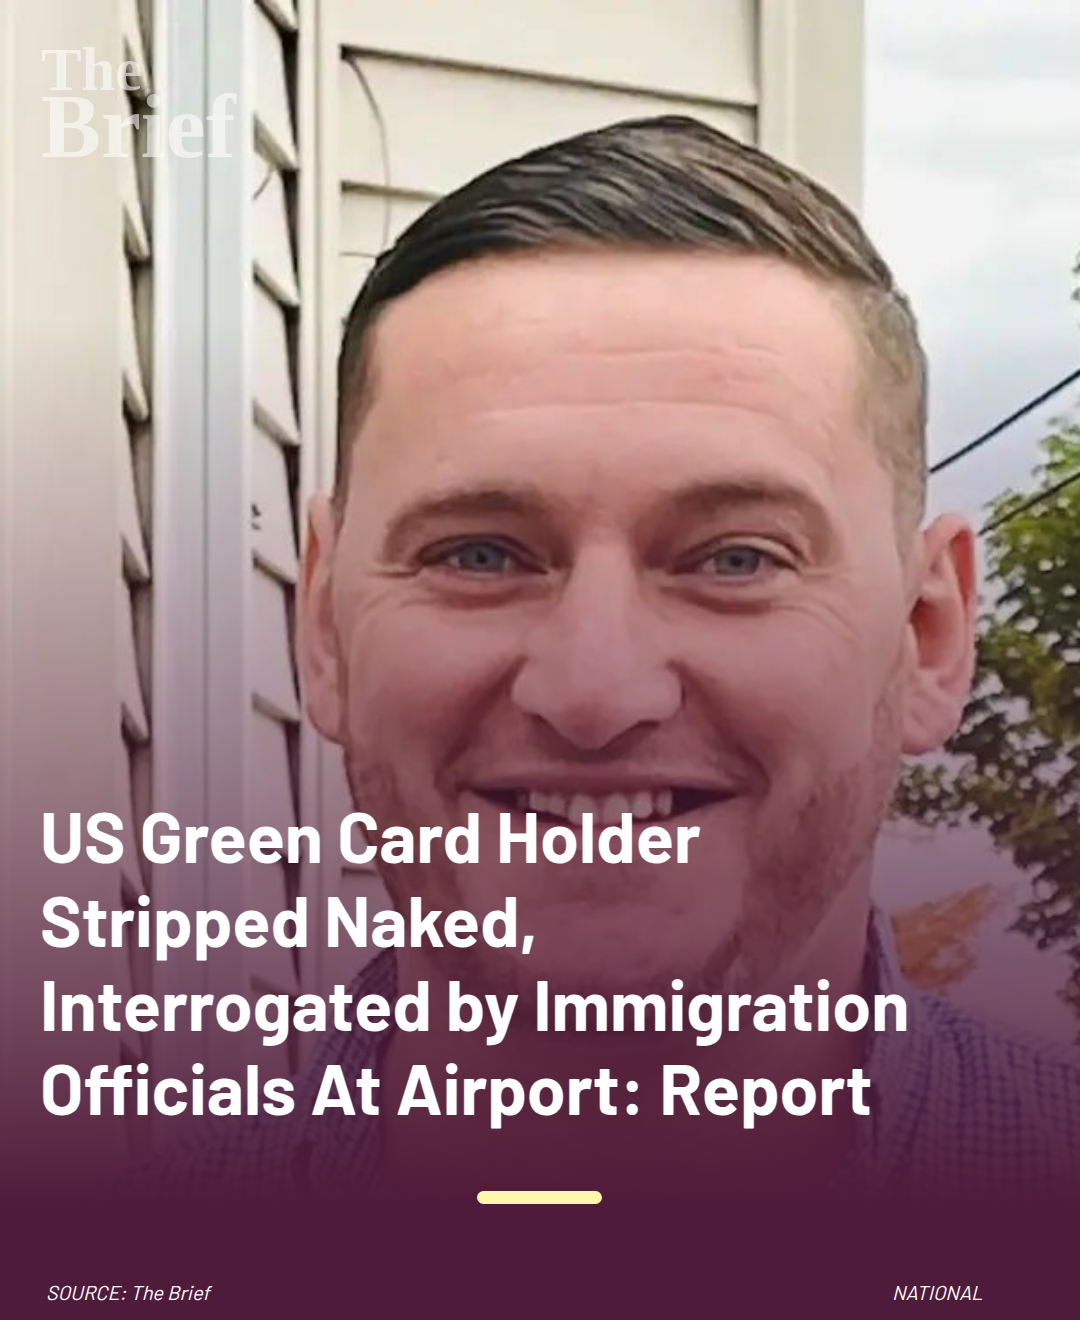 The
Brief
US Green Card Holder
Stripped Naked,
Interrogated by Immigration
Officials At Airport: Report
SOURCE: The Brief
NATIONAL